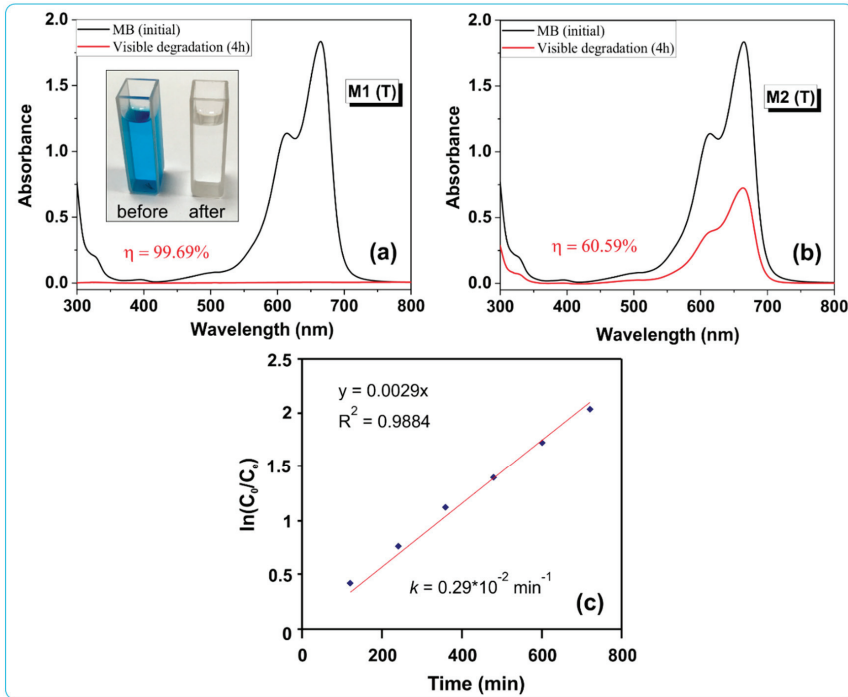 MB (initial)
Visible degradation (4h)
M1 (T)
before
after
η = 99.69%
(a)
Absorbance
2.0
1.5
1.0
0.5
0.0
300 400 500 600 700 800
Wavelength (nm)
MB (initial)
Visible degradation (4h)
M2 (T)
η = 60.59%
(b)
Absorbance
2.0
1.5
1.0
0.5
0.0
300 400 500 600 700 800
Wavelength (nm)
y = 0.0029x
R² = 0.9884
k = 0.29*10⁻² min⁻¹
(c)
ln(C₀/Cₑ)
2.5
2
1.5
1
0.5
0
0 200 400 600 800
Time (min)